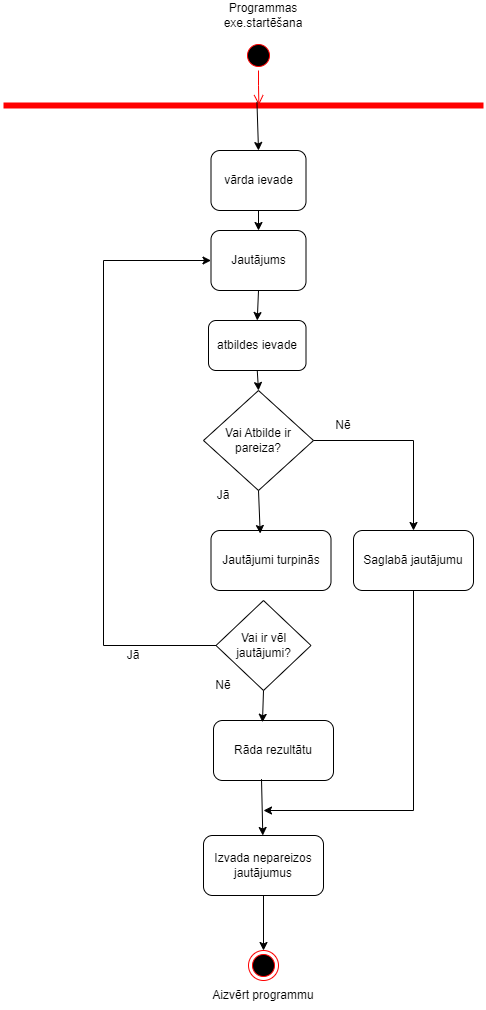 Programmas
exe.startēšana
vārda ievade
Jautājums
atbildes ievade
Vai Atbilde ir
pareiza?
Nē
Jā
Jautājumi turpinās
Saglabā jautājumu
Vai ir vēl
jautājumi?
Jā
Nē
Rāda rezultātu
Izvada nepareizos
jautājumus
Aizvērt programmu